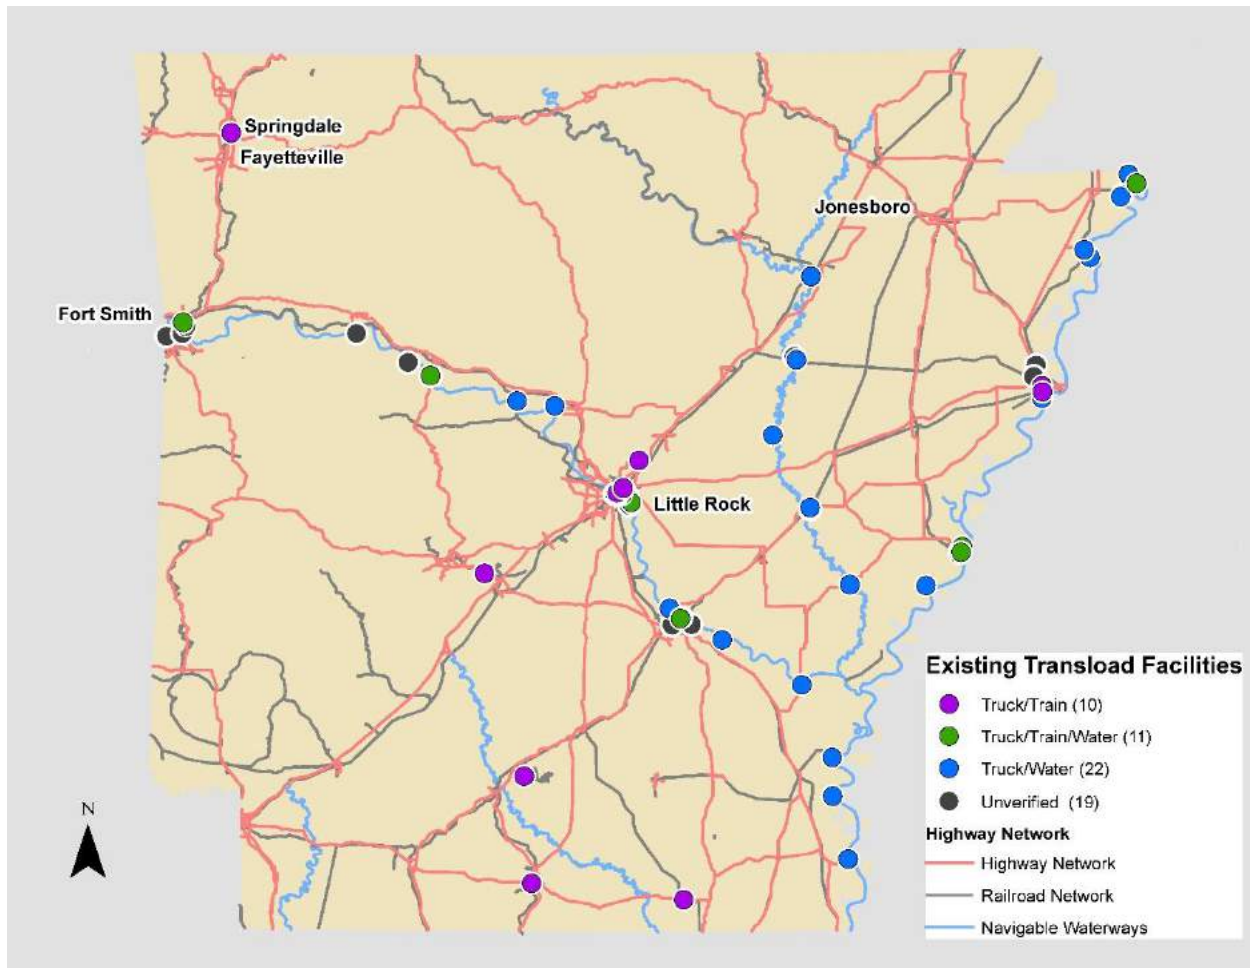 Springdale
Fayetteville
Jonesboro
Fort Smith
Little Rock
Existing Transload Facilities
Truck/Train (10)
Truck/Train/Water (11)
Truck/Water (22)
Unverified (19)
Highway Network
Highway Network
Railroad Network
Navigable Waterways
N